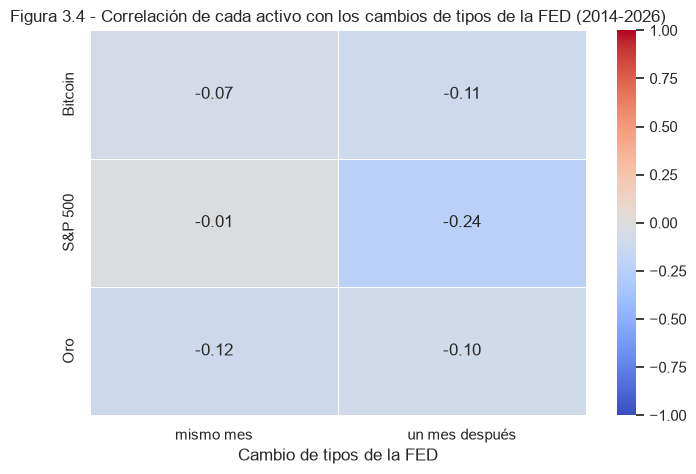 Figura 3.4 - Correlación de cada activo con los cambios de tipos de la FED (2014-2026)
Bitcoin
-0.07
-0.11
S&P 500
-0.01
-0.24
Oro
-0.12
-0.10
mismo mes
un mes después
Cambio de tipos de la FED
1.00
0.75
0.50
0.25
0.00
−0.25
−0.50
−0.75
−1.00